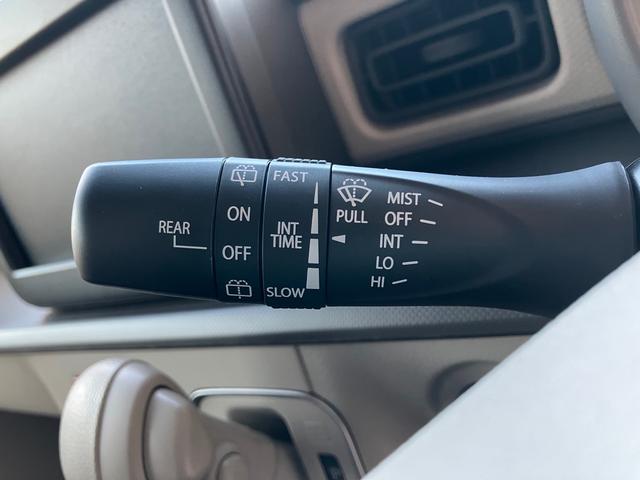 REAR
ON
OFF
FAST
INT
TIME
SLOW
PULL
MIST
OFF
INT
LO
HI